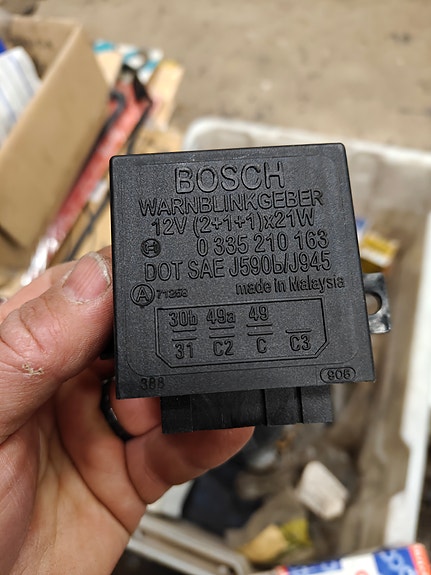 BOSCH
WARNBLINKGEBER
12V (2+1+1)x21W
0 335 210 163
DOT SAE J590b/J945
A 71258 made in Malaysia
30b 49a 49 _
31 C2 C C3
388 906